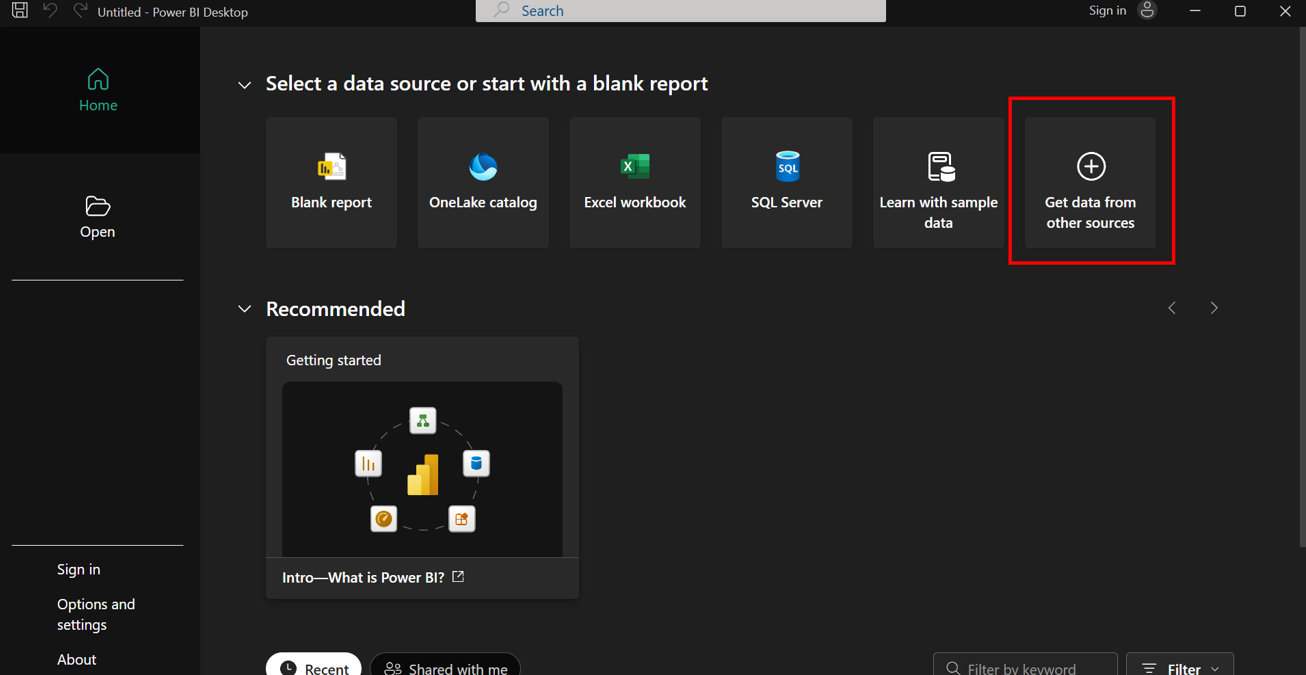 Untitled - Power BI Desktop
Search
Sign in
Home
Open
Select a data source or start with a blank report
Blank report
OneLake catalog
Excel workbook
SQL
SQL Server
Learn with sample
data
Get data from
other sources
Recommended
Getting started
Intro—What is Power BI?
Sign in
Options and
settings
About
Recent
Shared with me
Filter by keyword
Filter